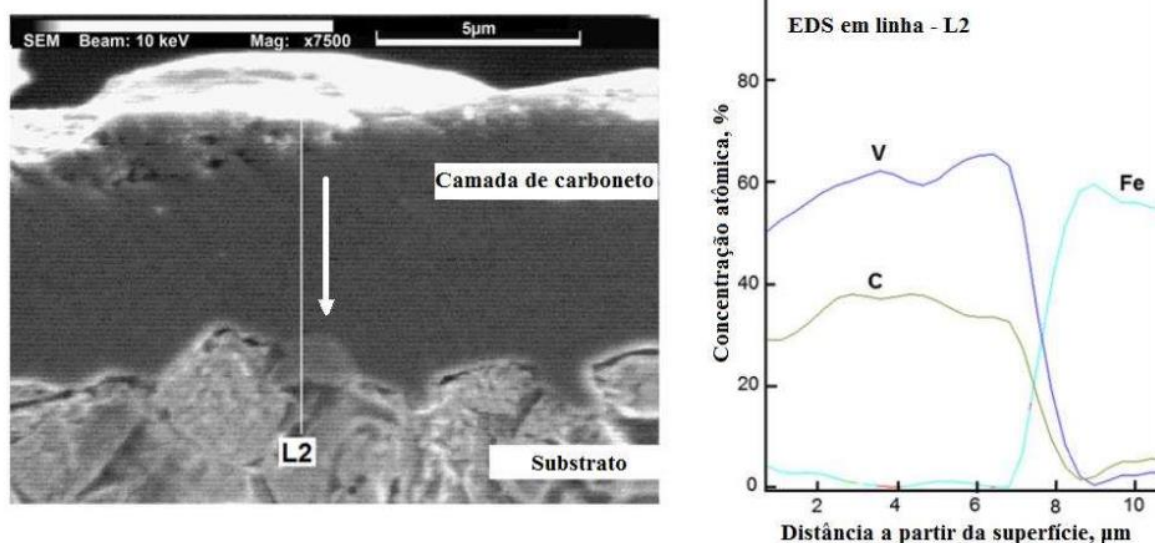 SEM Beam: 10 keV Mag: x7500 5µm
Camada de carboneto
L2
Substrato
EDS em linha - L2
Concentração atômica, %
80
60
40
20
0
V
C
Fe
2 4 6 8 10
Distância a partir da superfície, µm